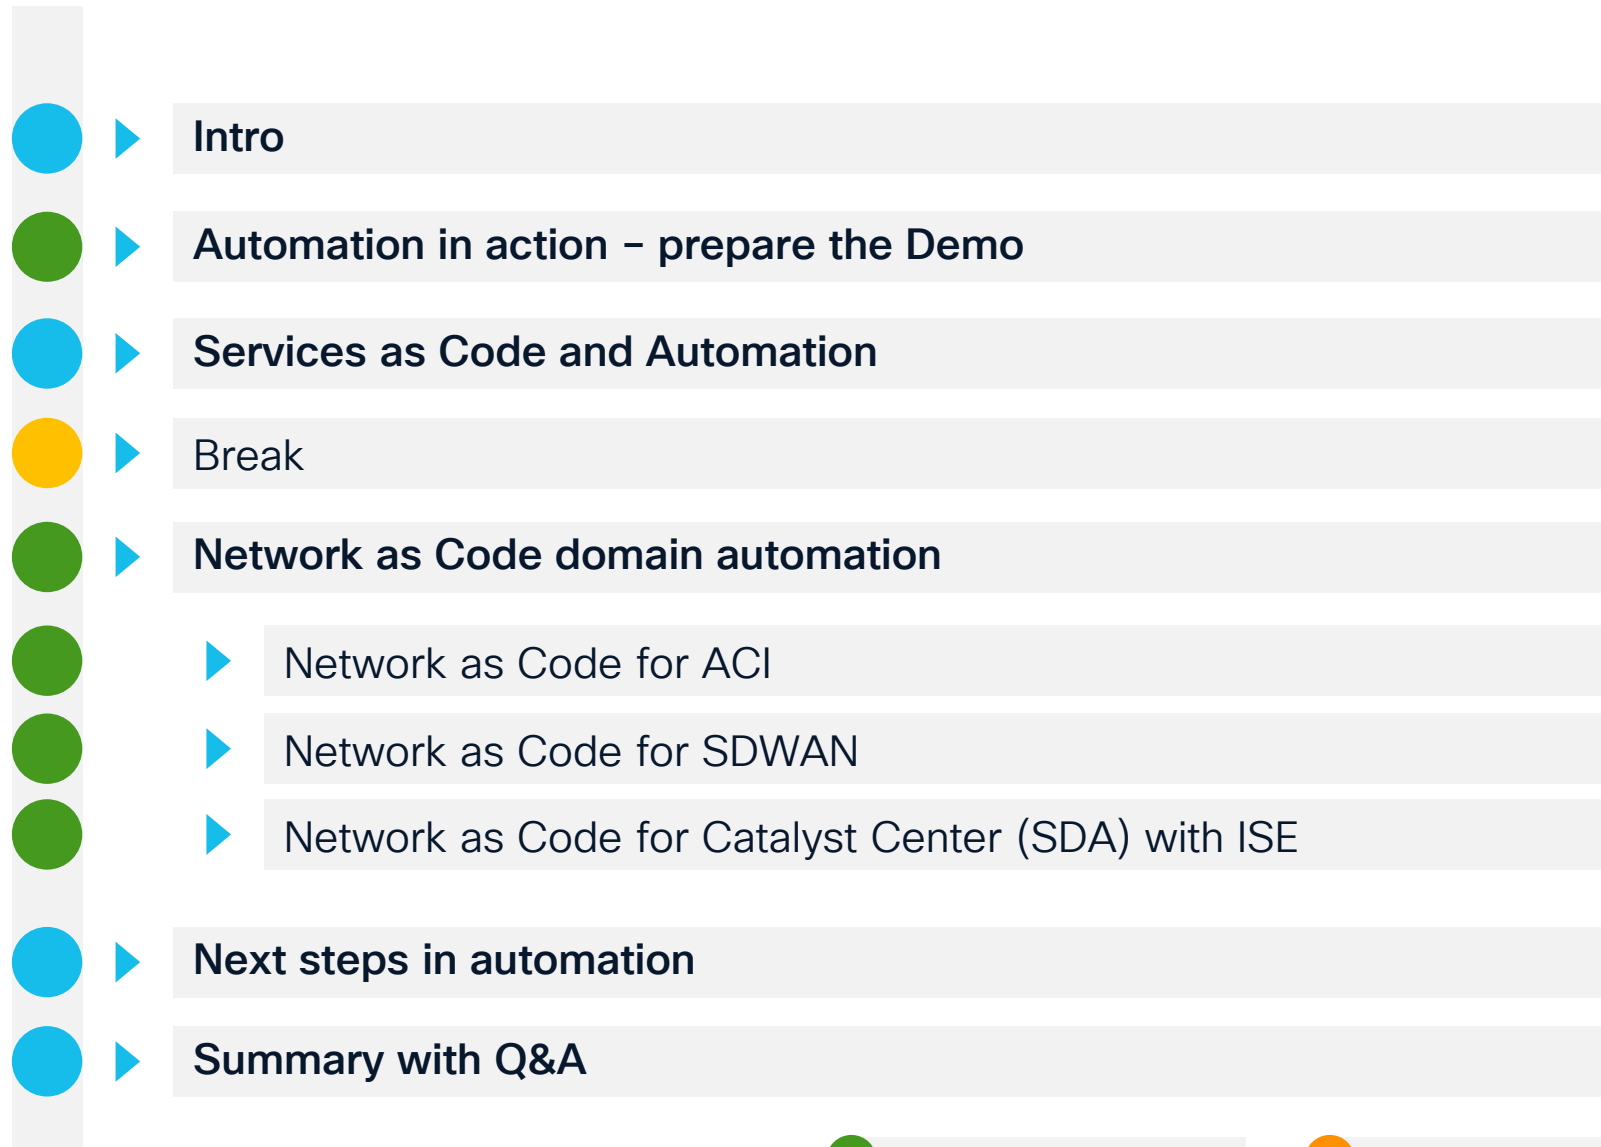 Intro
Automation in action – prepare the Demo
Services as Code and Automation
Break
Network as Code domain automation
Network as Code for ACI
Network as Code for SDWAN
Network as Code for Catalyst Center (SDA) with ISE
Next steps in automation
Summary with Q&A